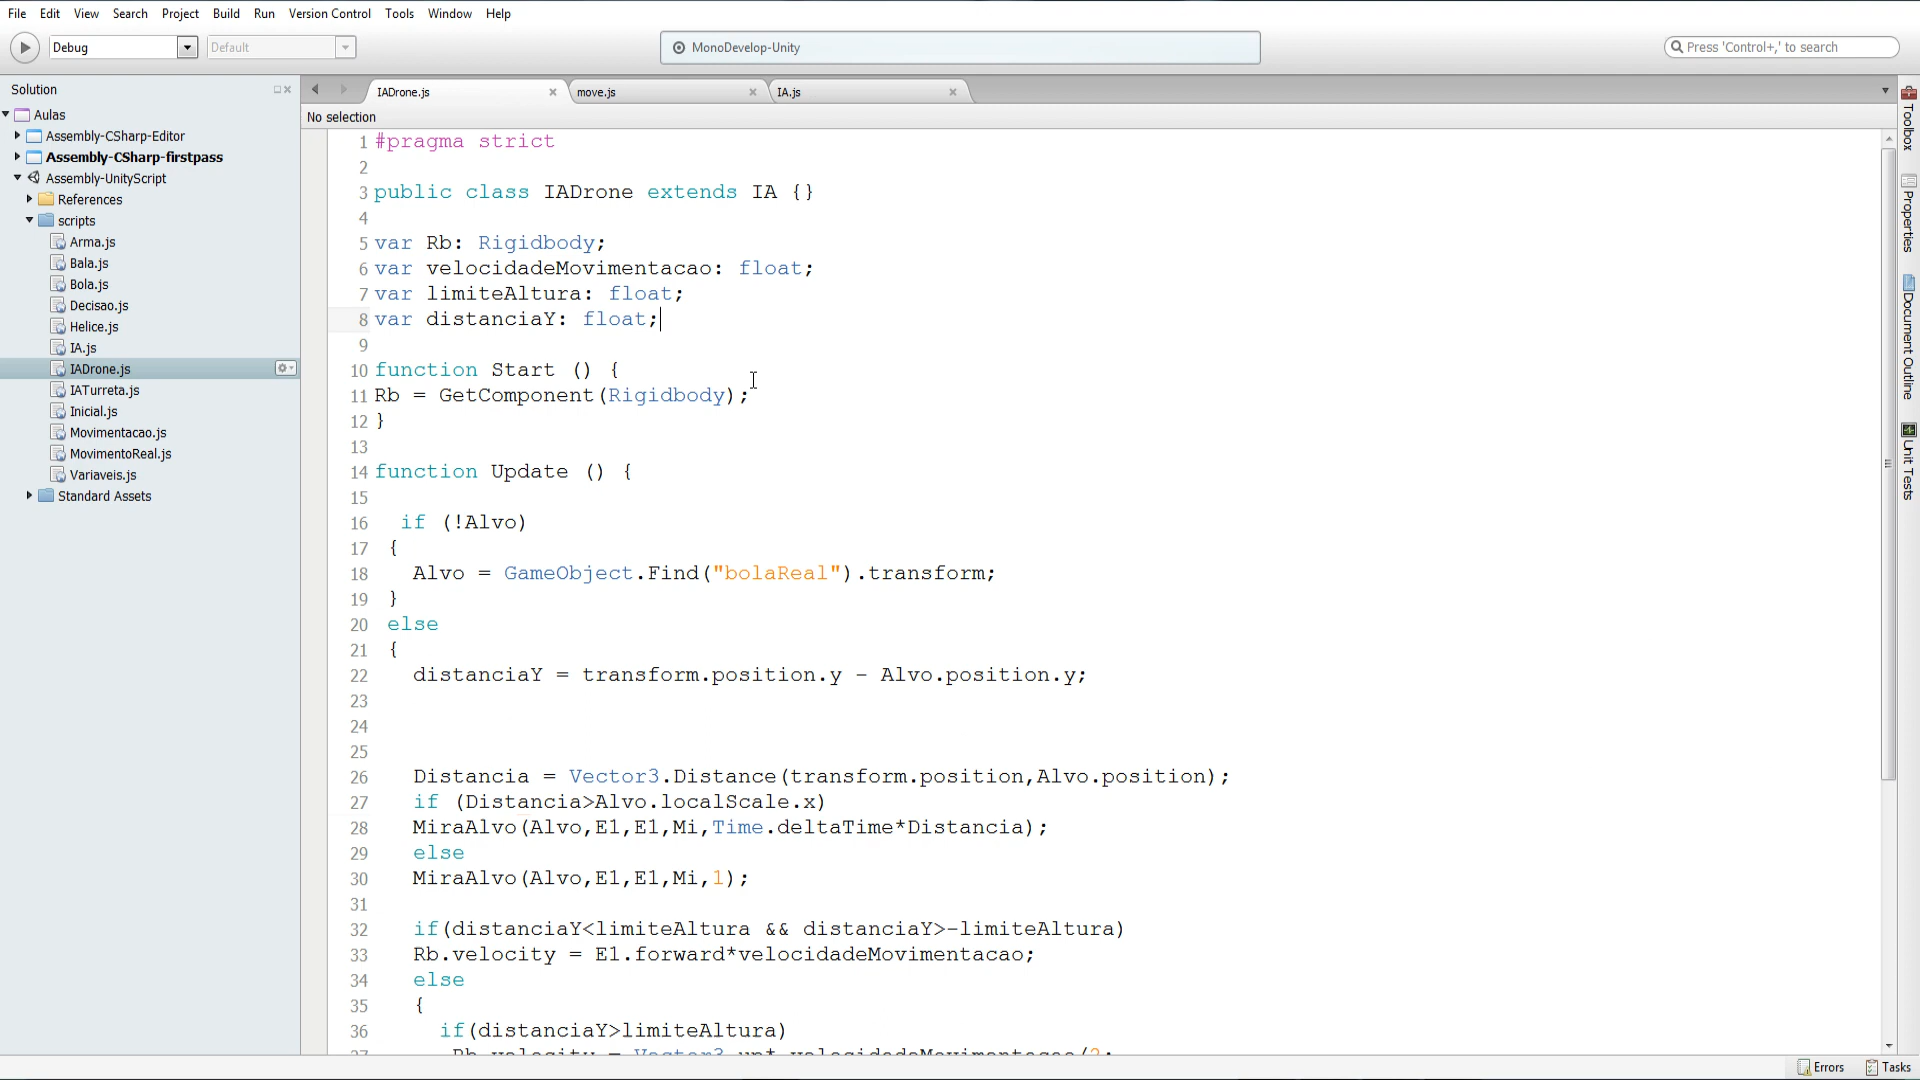 File Edit View Search Project Build Run Version Control Tools Window Help
Debug Default MonoDevelop-Unity Press 'Control+,' to search
Solution
Aulas
Assembly-CSharp-Editor
Assembly-CSharp-firstpass
Assembly-UnityScript
References
scripts
Arma.js
Bala.js
Bola.js
Decisao.js
Helice.js
IA.js
IADrone.js
IATurreta.js
Inicial.js
Movimentacao.js
MovimentoReal.js
Variaveis.js
Standard Assets
IADrone.js move.js IA.js
No selection
1 #pragma strict
2
3 public class IADrone extends IA {}
4
5 var Rb: Rigidbody;
6 var velocidadeMovimentacao: float;
7 var limiteAltura: float;
8 var distanciaY: float;
9
10 function Start () {
11 Rb = GetComponent(Rigidbody);
12 }
13
14 function Update () {
15
16 if (!Alvo)
17 {
18 Alvo = GameObject.Find("bolaReal").transform;
19 }
20 else
21 {
22 distanciaY = transform.position.y - Alvo.position.y;
23
24
25
26 Distancia = Vector3.Distance(transform.position,Alvo.position);
27 if (Distancia>Alvo.localScale.x)
28 MiraAlvo(Alvo,E1,E1,Mi,Time.deltaTime*Distancia);
29 else
30 MiraAlvo(Alvo,E1,E1,Mi,1);
31
32 if(distanciaY<limiteAltura && distanciaY>-limiteAltura)
33 Rb.velocity = E1.forward*velocidadeMovimentacao;
34 else
35 {
36 if(distanciaY>limiteAltura)
37 Rb.velocity = Vector3.up* velocidadeMovimentacao/2;
Toolbox
Properties
Document Outline
Unit Tests
Errors Tasks